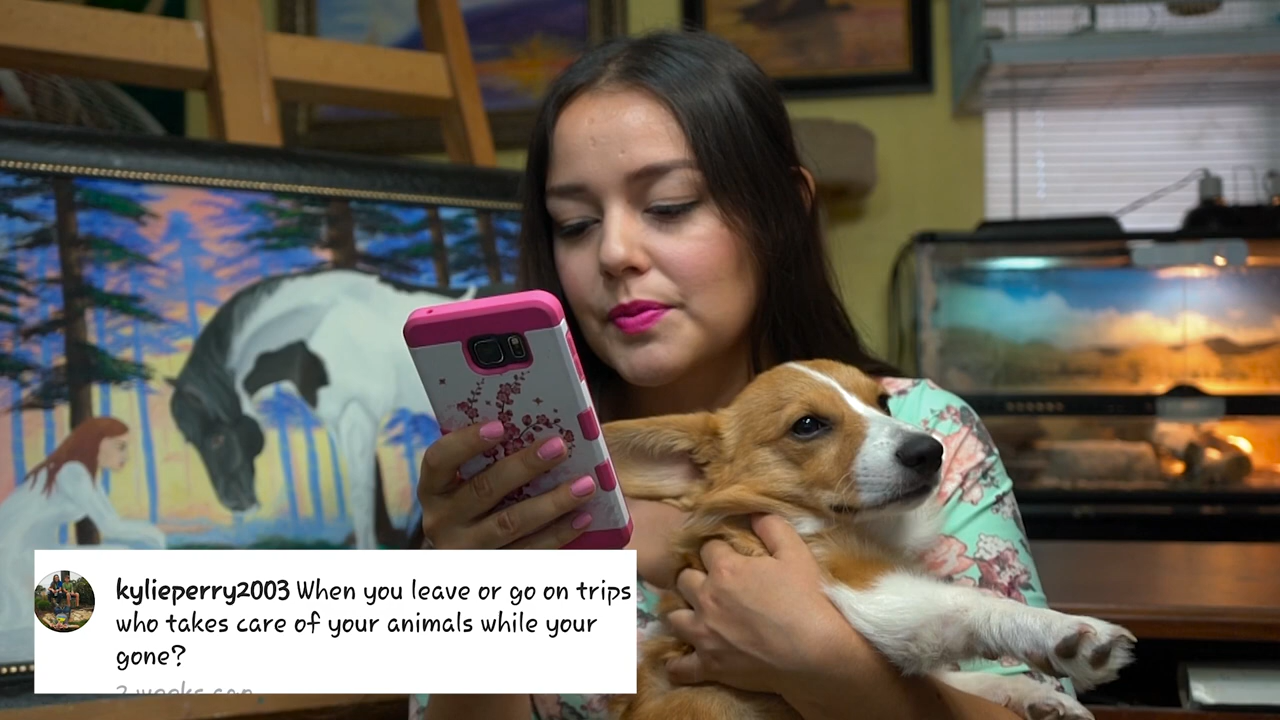 kylieperry2003 When you leave or go on trips
who takes care of your animals while your
gone?